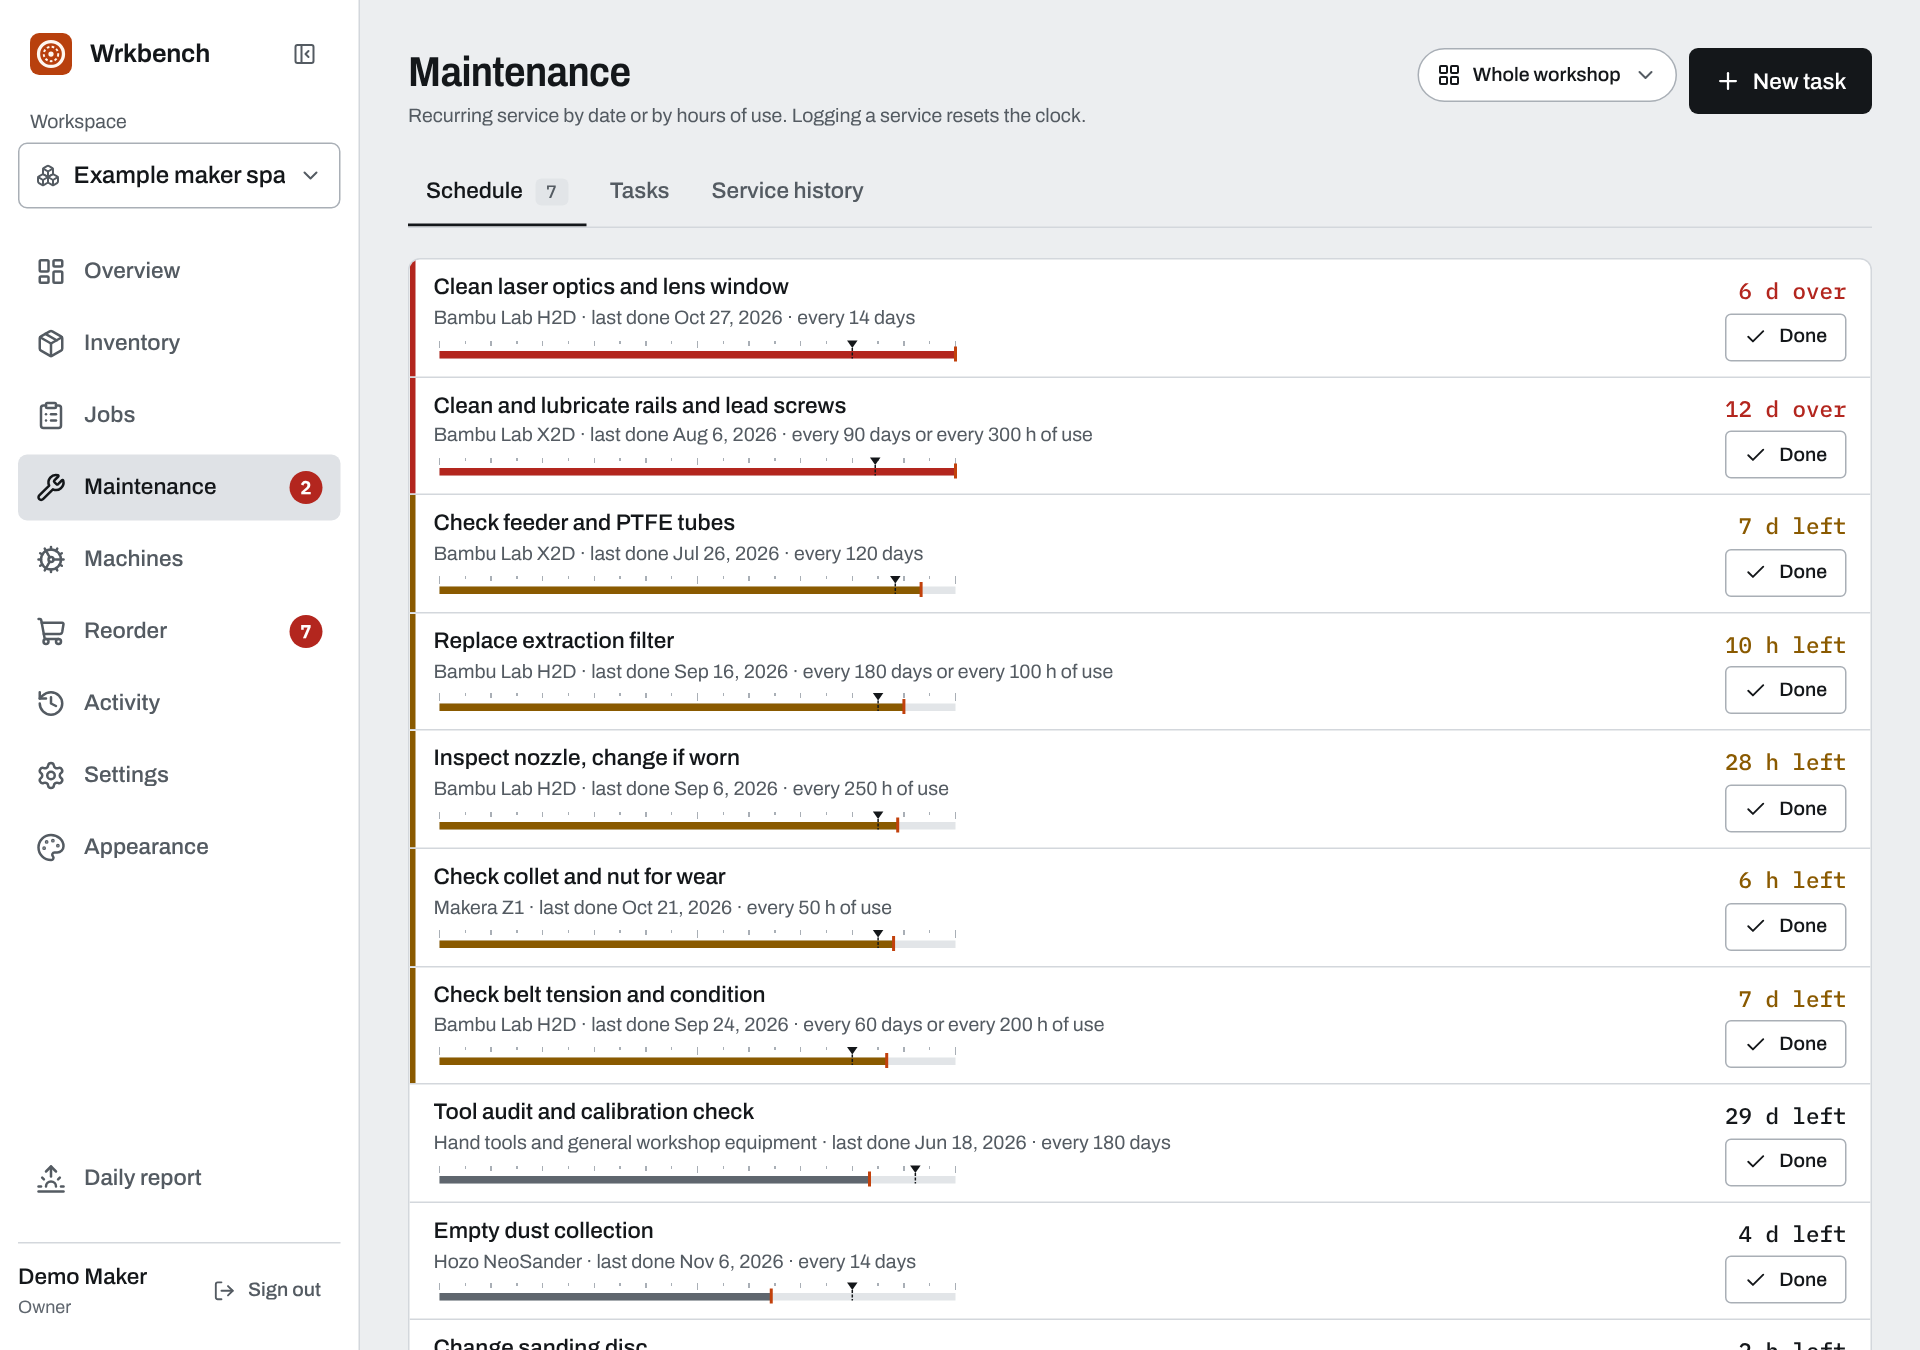 Wrkbench
Workspace
Example maker spa
Overview
Inventory
Jobs
Maintenance 2
Machines
Reorder 7
Activity
Settings
Appearance
Daily report
Demo Maker
Owner
Sign out
Maintenance
Recurring service by date or by hours of use. Logging a service resets the clock.
Whole workshop
New task
Schedule 7
Tasks
Service history
Clean laser optics and lens window
Bambu Lab H2D · last done Oct 27, 2026 · every 14 days
6 d over
Done
Clean and lubricate rails and lead screws
Bambu Lab X2D · last done Aug 6, 2026 · every 90 days or every 300 h of use
12 d over
Done
Check feeder and PTFE tubes
Bambu Lab X2D · last done Jul 26, 2026 · every 120 days
7 d left
Done
Replace extraction filter
Bambu Lab H2D · last done Sep 16, 2026 · every 180 days or every 100 h of use
10 h left
Done
Inspect nozzle, change if worn
Bambu Lab H2D · last done Sep 6, 2026 · every 250 h of use
28 h left
Done
Check collet and nut for wear
Makera Z1 · last done Oct 21, 2026 · every 50 h of use
6 h left
Done
Check belt tension and condition
Bambu Lab H2D · last done Sep 24, 2026 · every 60 days or every 200 h of use
7 d left
Done
Tool audit and calibration check
Hand tools and general workshop equipment · last done Jun 18, 2026 · every 180 days
29 d left
Done
Empty dust collection
Hozo NeoSander · last done Nov 6, 2026 · every 14 days
4 d left
Done
Change sanding disc
h left